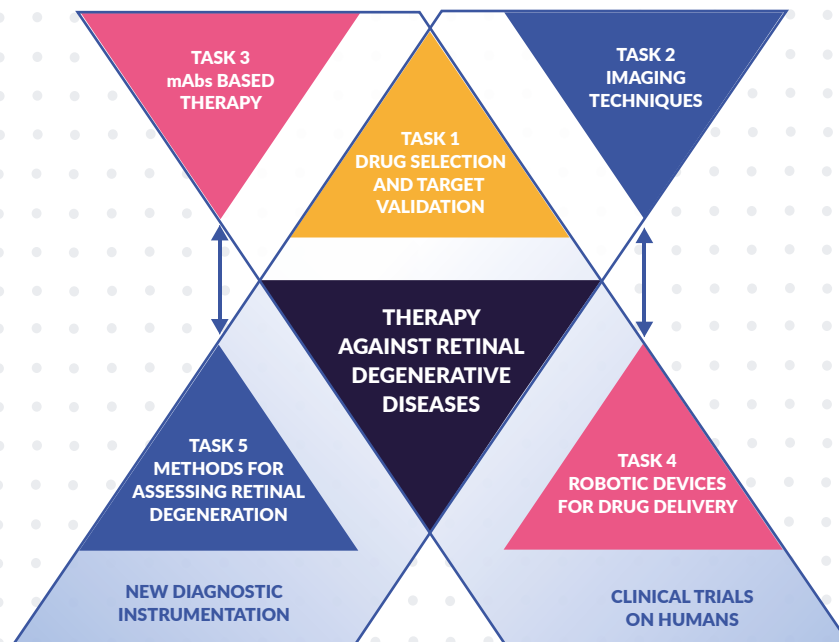 TASK 3
mAbs BASED
THERAPY
TASK 2
IMAGING
TECHNIQUES
TASK 1
DRUG SELECTION
AND TARGET
VALIDATION
THERAPY
AGAINST RETINAL
DEGENERATIVE
DISEASES
TASK 5
METHODS FOR
ASSESSING RETINAL
DEGENERATION
TASK 4
ROBOTIC DEVICES
FOR DRUG DELIVERY
NEW DIAGNOSTIC
INSTRUMENTATION
CLINICAL TRIALS
ON HUMANS